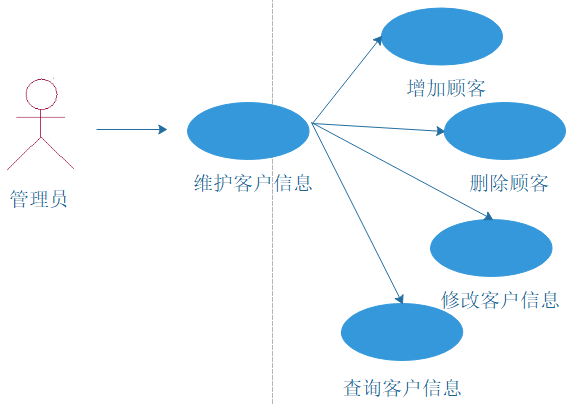 增加顾客
管理员
维护客户信息
删除顾客
修改客户信息
查询客户信息